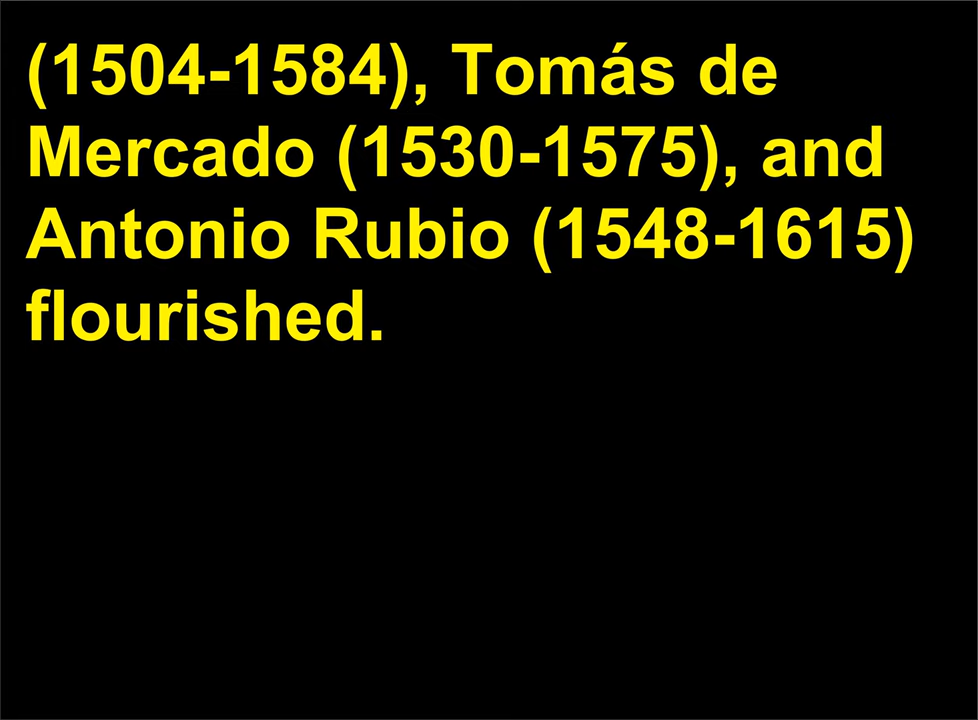 (1504-1584), Tomás de
Mercado (1530-1575), and
Antonio Rubio (1548-1615)
flourished.